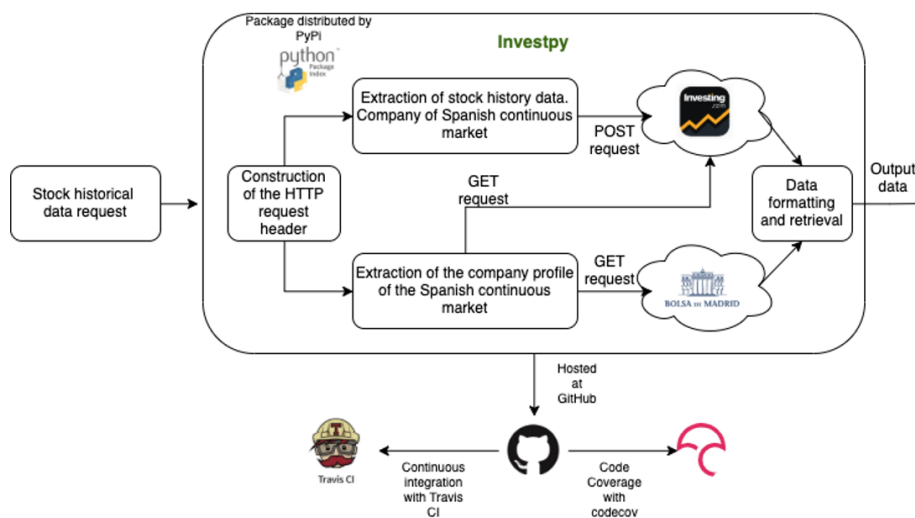 Package distributed by
PyPi
python
Package
Index
Investpy
Extraction of stock history data.
Company of Spanish continuous
market
POST
request
Investing
.com
Stock historical
data request
Construction
of the HTTP
request
header
GET
request
Data
formatting
and retrieval
Output
data
Extraction of the company profile
of the Spanish continuous
market
GET
request
BOLSA DE MADRID
Hosted
at
GitHub
T
Travis CI
Continuous
integration
with Travis
CI
Code
Coverage
with
codecov